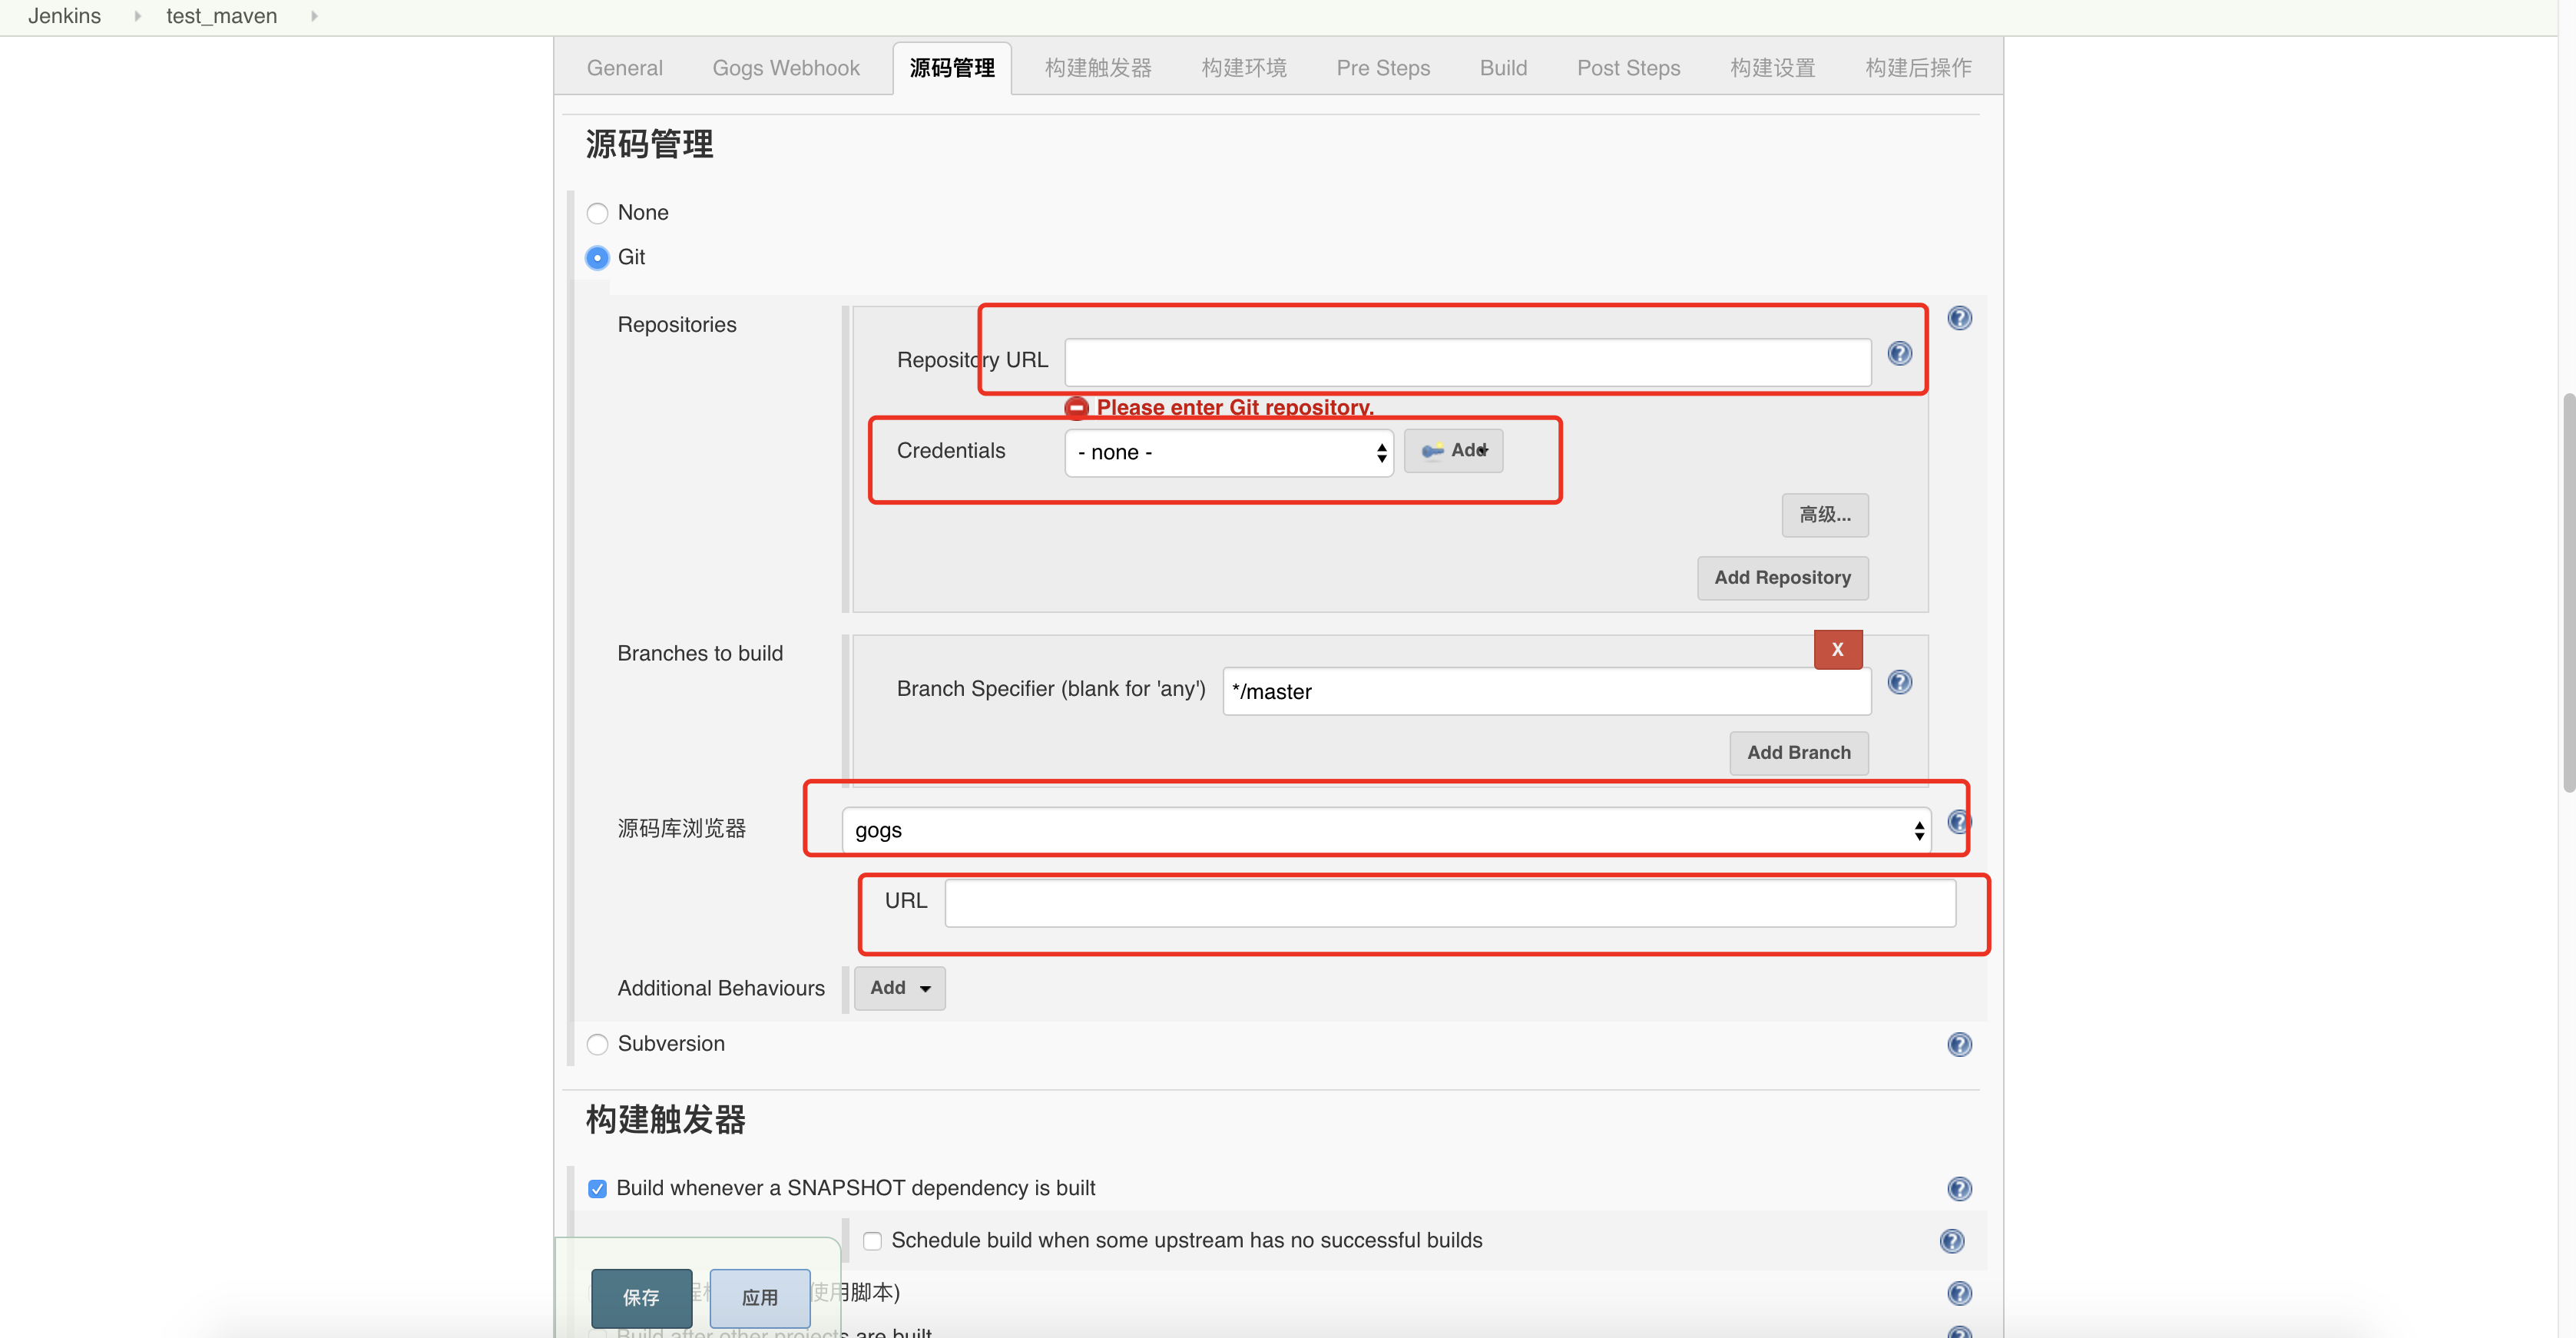 Jenkins test_maven
General Gogs Webhook 源码管理 构建触发器 构建环境 Pre Steps Build Post Steps 构建设置 构建后操作
源码管理
None
Git
Repositories
Repository URL
Please enter Git repository.
Credentials - none - Add
高级...
Add Repository
Branches to build
X
Branch Specifier (blank for 'any') */master
Add Branch
源码库浏览器 gogs
URL
Additional Behaviours Add
Subversion
构建触发器
Build whenever a SNAPSHOT dependency is built
Schedule build when some upstream has no successful builds
使用脚本)
保存 应用
Build after other projects are built